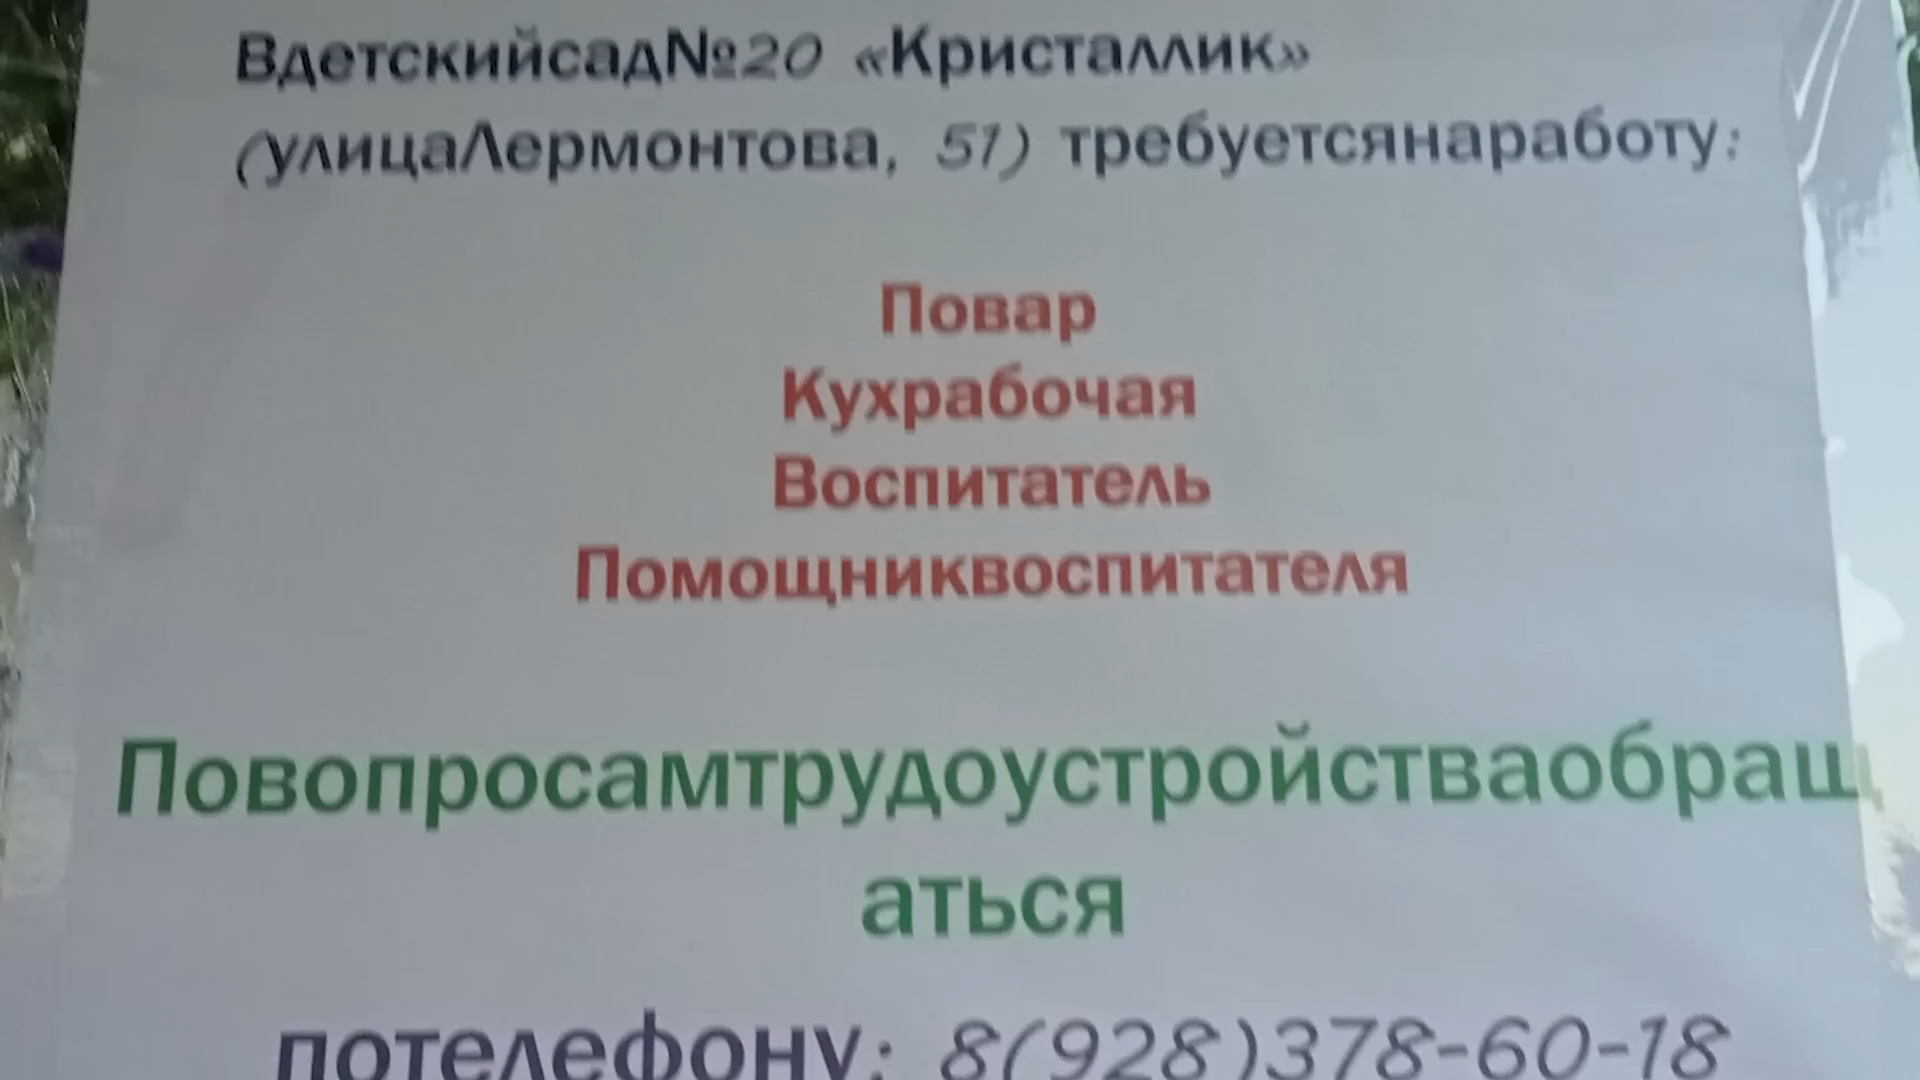 Вдетскийсад№20 «Кристаллик»
(улицаЛермонтова, 51) требуетсянаработу:
Повар
Кухрабочая
Воспитатель
Помощниквоспитателя
Повопросамтрудоустройстваобращ
аться
потелефону: 8(928)378-60-18